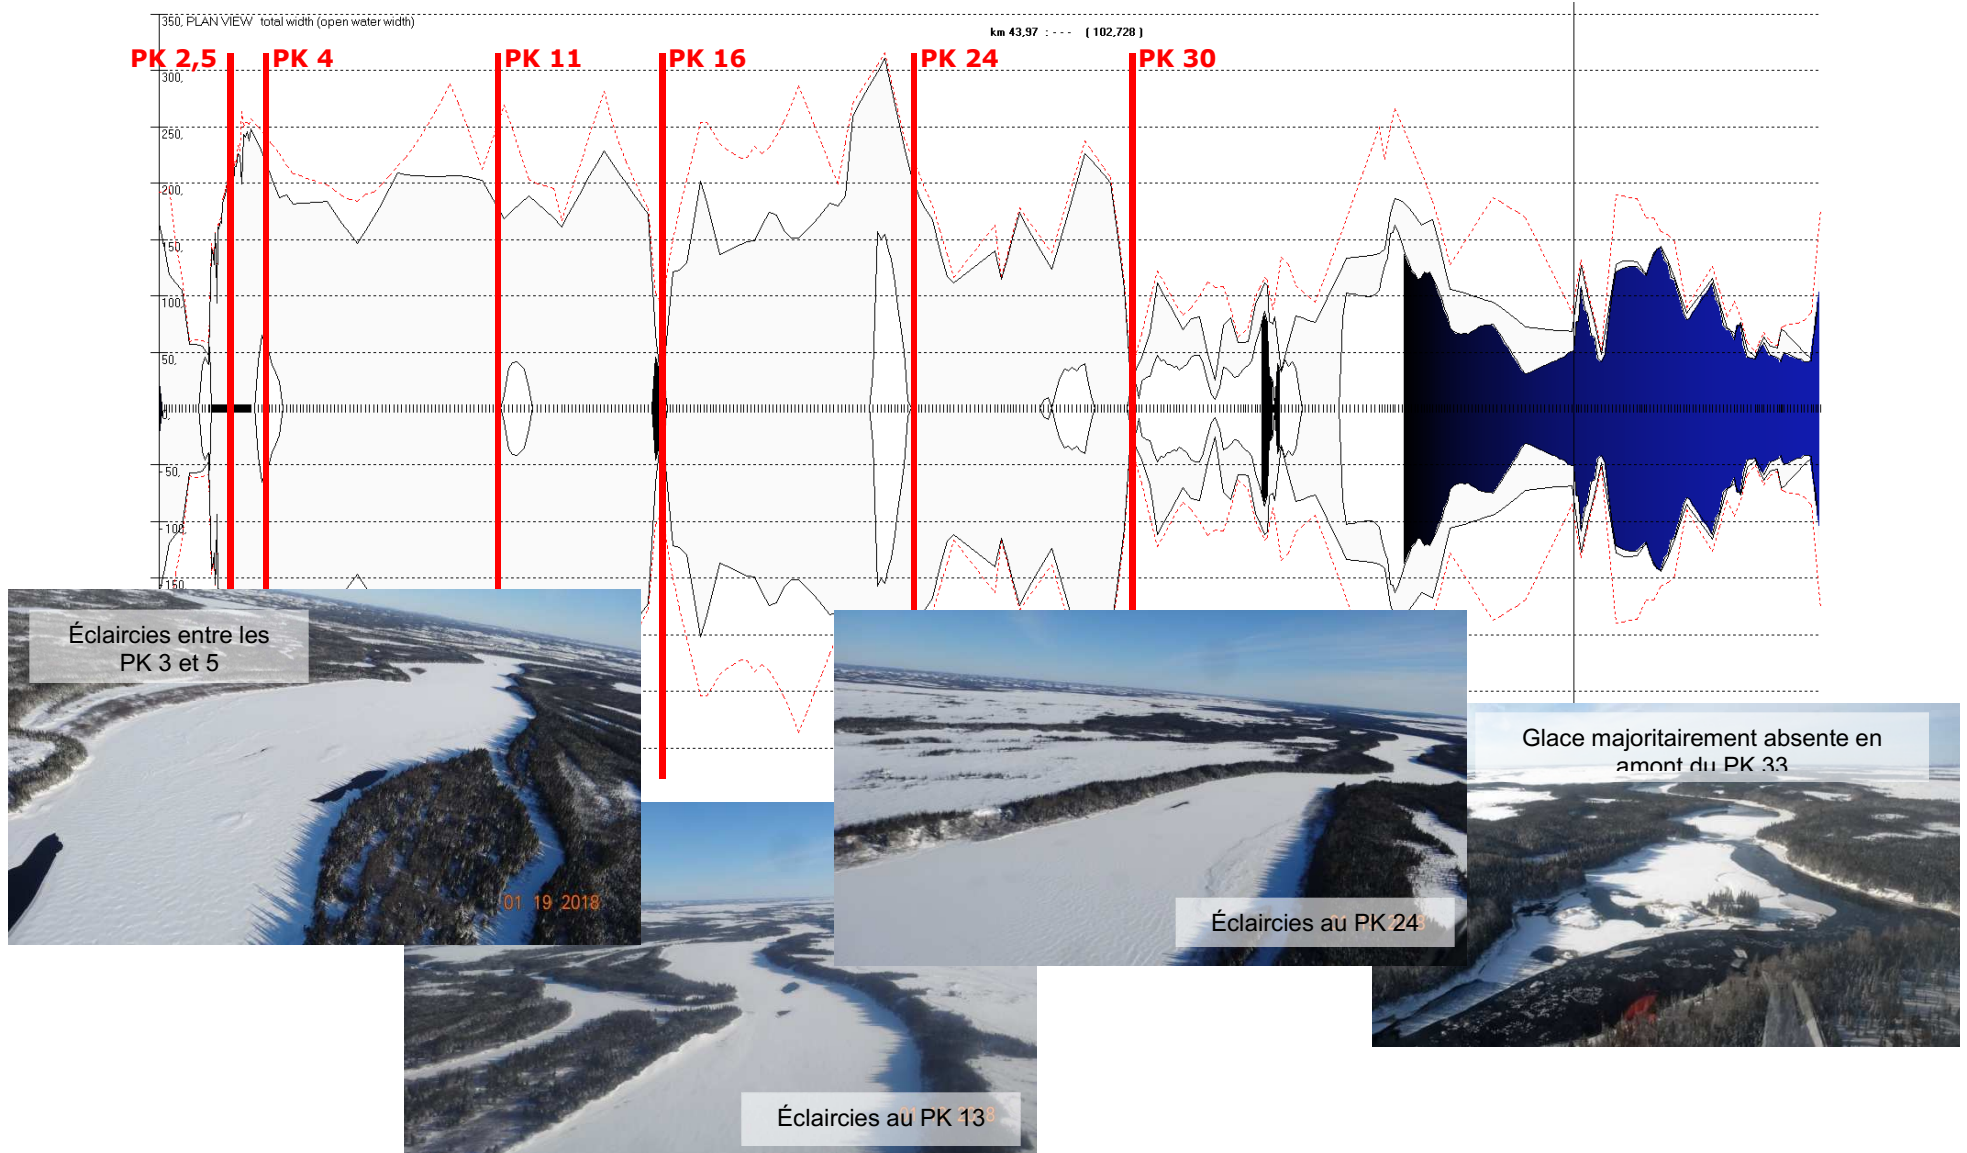 350, PLAN VIEW total width (open water width)
km 43,97 : - - - ( 102,728 )
PK 2,5
PK 4
PK 11
PK 16
PK 24
PK 30
300,
250,
200,
150,
100,
50,
0,
-50,
-100
-150
Éclaircies entre les
PK 3 et 5
01 19 2018
Éclaircies au PK 13
Éclaircies au PK 24
Glace majoritairement absente en
amont du PK 33